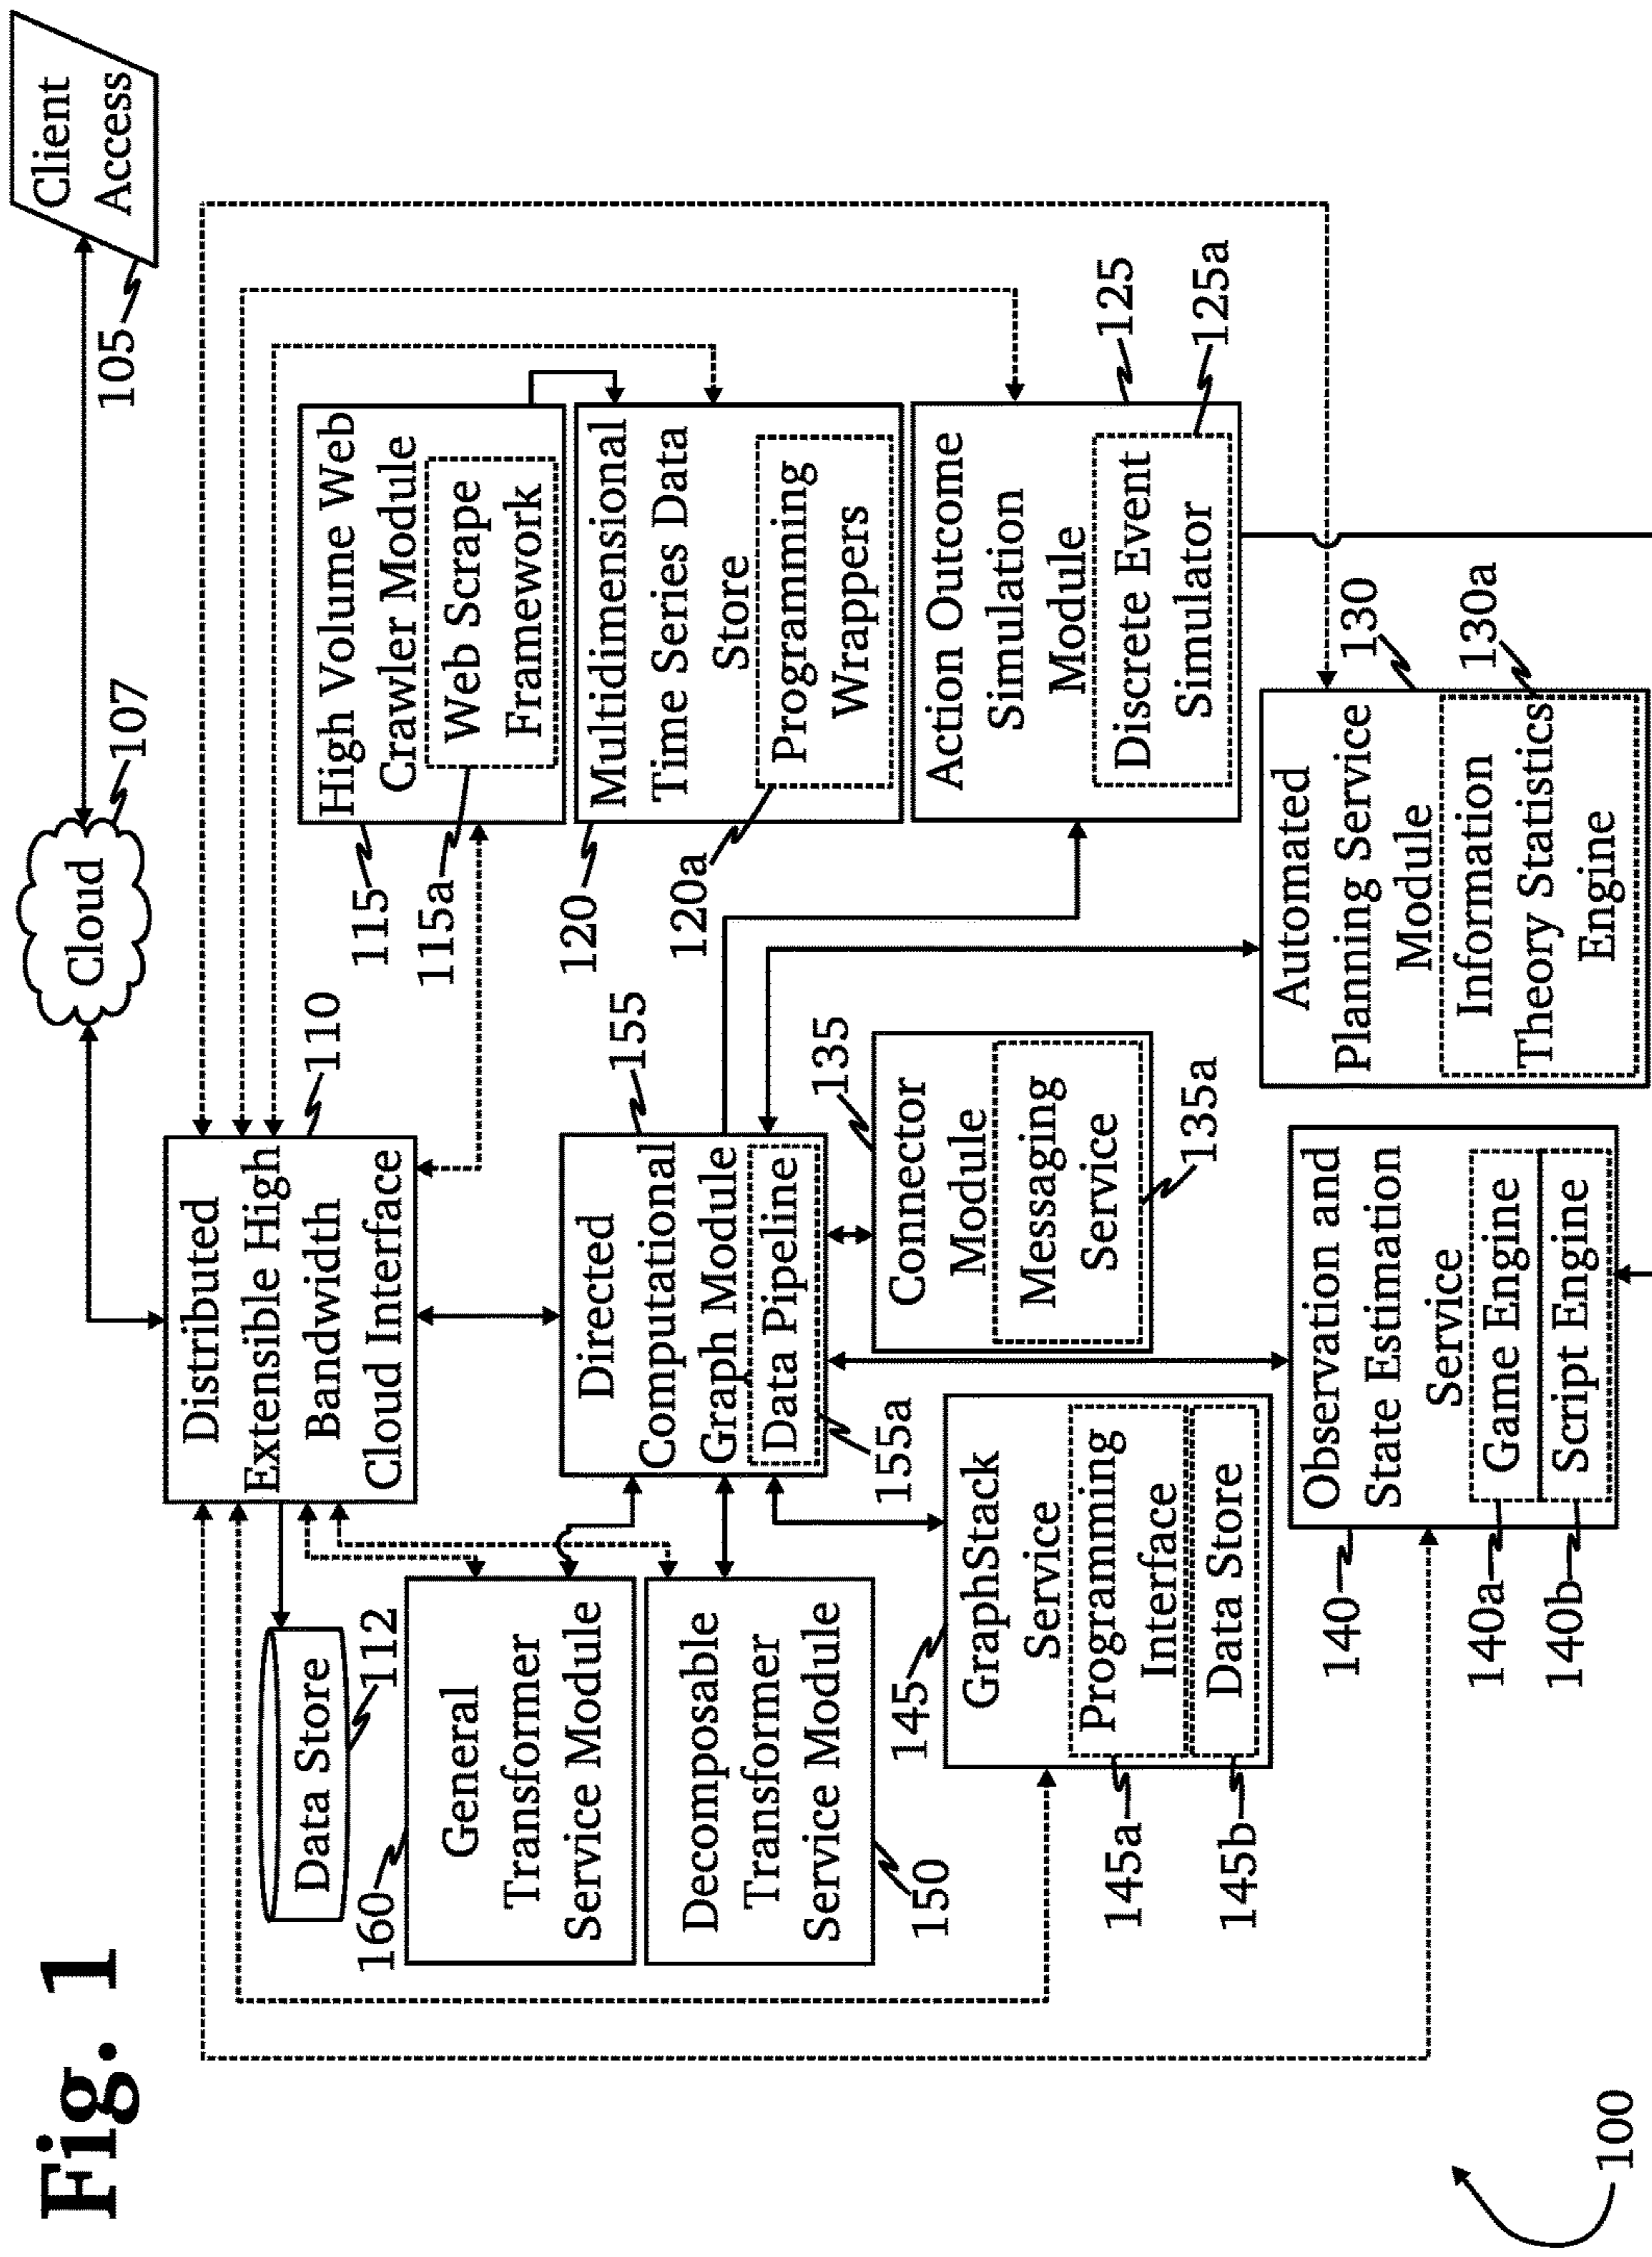 Fig. 1
Client
Access
105
Cloud
107
Distributed
Extensible High
Bandwidth
Cloud Interface
110
Data Store
112
High Volume Web
Crawler Module
Web Scrape
Framework
115
115a
Multidimensional
Time Series Data
Store
Programming
Wrappers
120
120a
Action Outcome
Simulation
Module
Discrete Event
Simulator
125
125a
Automated
Planning Service
Module
Information
Theory Statistics
Engine
130
130a
Directed
Computational
Graph Module
Data Pipeline
155
155a
Connector
Module
Messaging
Service
135
135a
General
Transformer
Service Module
160
Decomposable
Transformer
Service Module
150
GraphStack
Service
Programming
Interface
Data Store
145
145a
145b
Observation and
State Estimation
Service
Game Engine
Script Engine
140
140a
140b
100